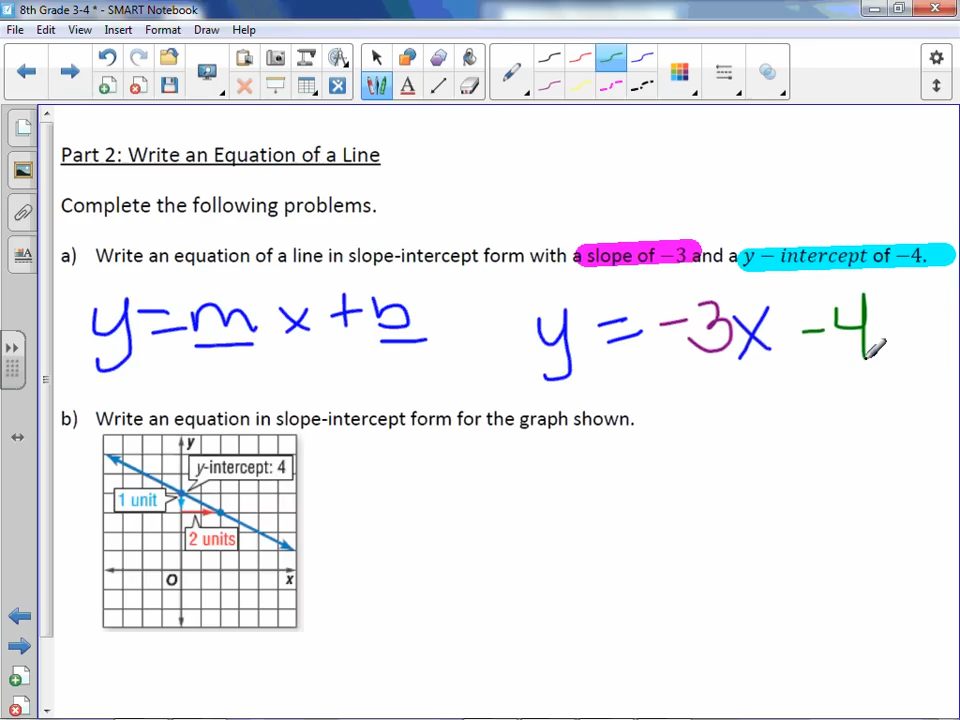 8th Grade 3-4 * - SMART Notebook
File Edit View Insert Format Draw Help
Part 2: Write an Equation of a Line
Complete the following problems.
a) Write an equation of a line in slope-intercept form with a slope of −3 and a y − intercept of −4.
y = mx + b y = -3x - 4
b) Write an equation in slope-intercept form for the graph shown.
y
y-intercept: 4
1 unit
2 units
O x